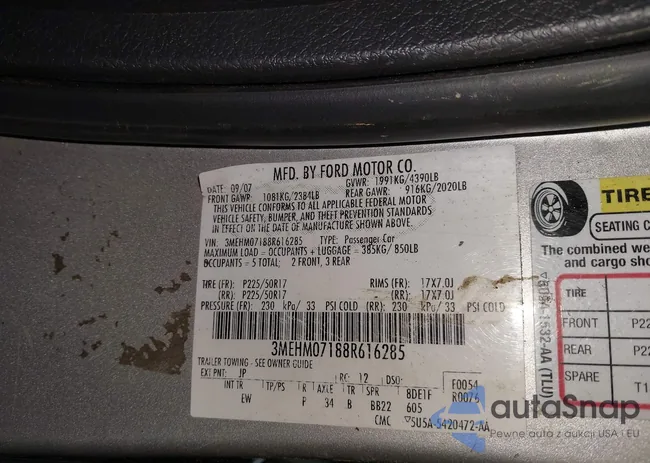 MFD. BY FORD MOTOR CO.
DATE 09/07 GVWR: 1991KG/4390LB
FRONT GAWR: 1081KG/2384LB REAR GAWR: 916KG/2020LB
THIS VEHICLE CONFORMS TO ALL APPLICABLE FEDERAL MOTOR
VEHICLE SAFETY, BUMPER, AND THEFT PREVENTION STANDARDS
IN EFFECT ON THE DATE OF MANUFACTURE SHOWN ABOVE.
VIN: 3MEHM07188R616285 TYPE: Passenger Car
MAXIMUM LOAD = OCCUPANTS + LUGGAGE = 385KG/ 850LB
OCCUPANTS = 5 TOTAL; 2 FRONT, 3 REAR
TIRE (FR): P225/50R17 RIMS (FR): 17X7.0J
(RR): P225/50R17 (RR): 17X7.0J
PRESSURE (FR): 230 kPa/ 33 PSI COLD (RR): 230 kPa/ 33 PSI COLD
3MEHM07188R616285
TRAILER TOWING - SEE OWNER GUIDE
EXT PNT: JP RC: 12 DSO: F0054
INT TR TP/PS R AXLE TR SPR 8DE1F R0076
EW P 34 B BB22 605
CMC ▽5U5A-5420472-AA
TIRE
SEATING
The combined
and cargo
TIRE
FRONT P22
REAR P22
SPARE T1
autoSnap
Pewne auto z aukcji USA i EU